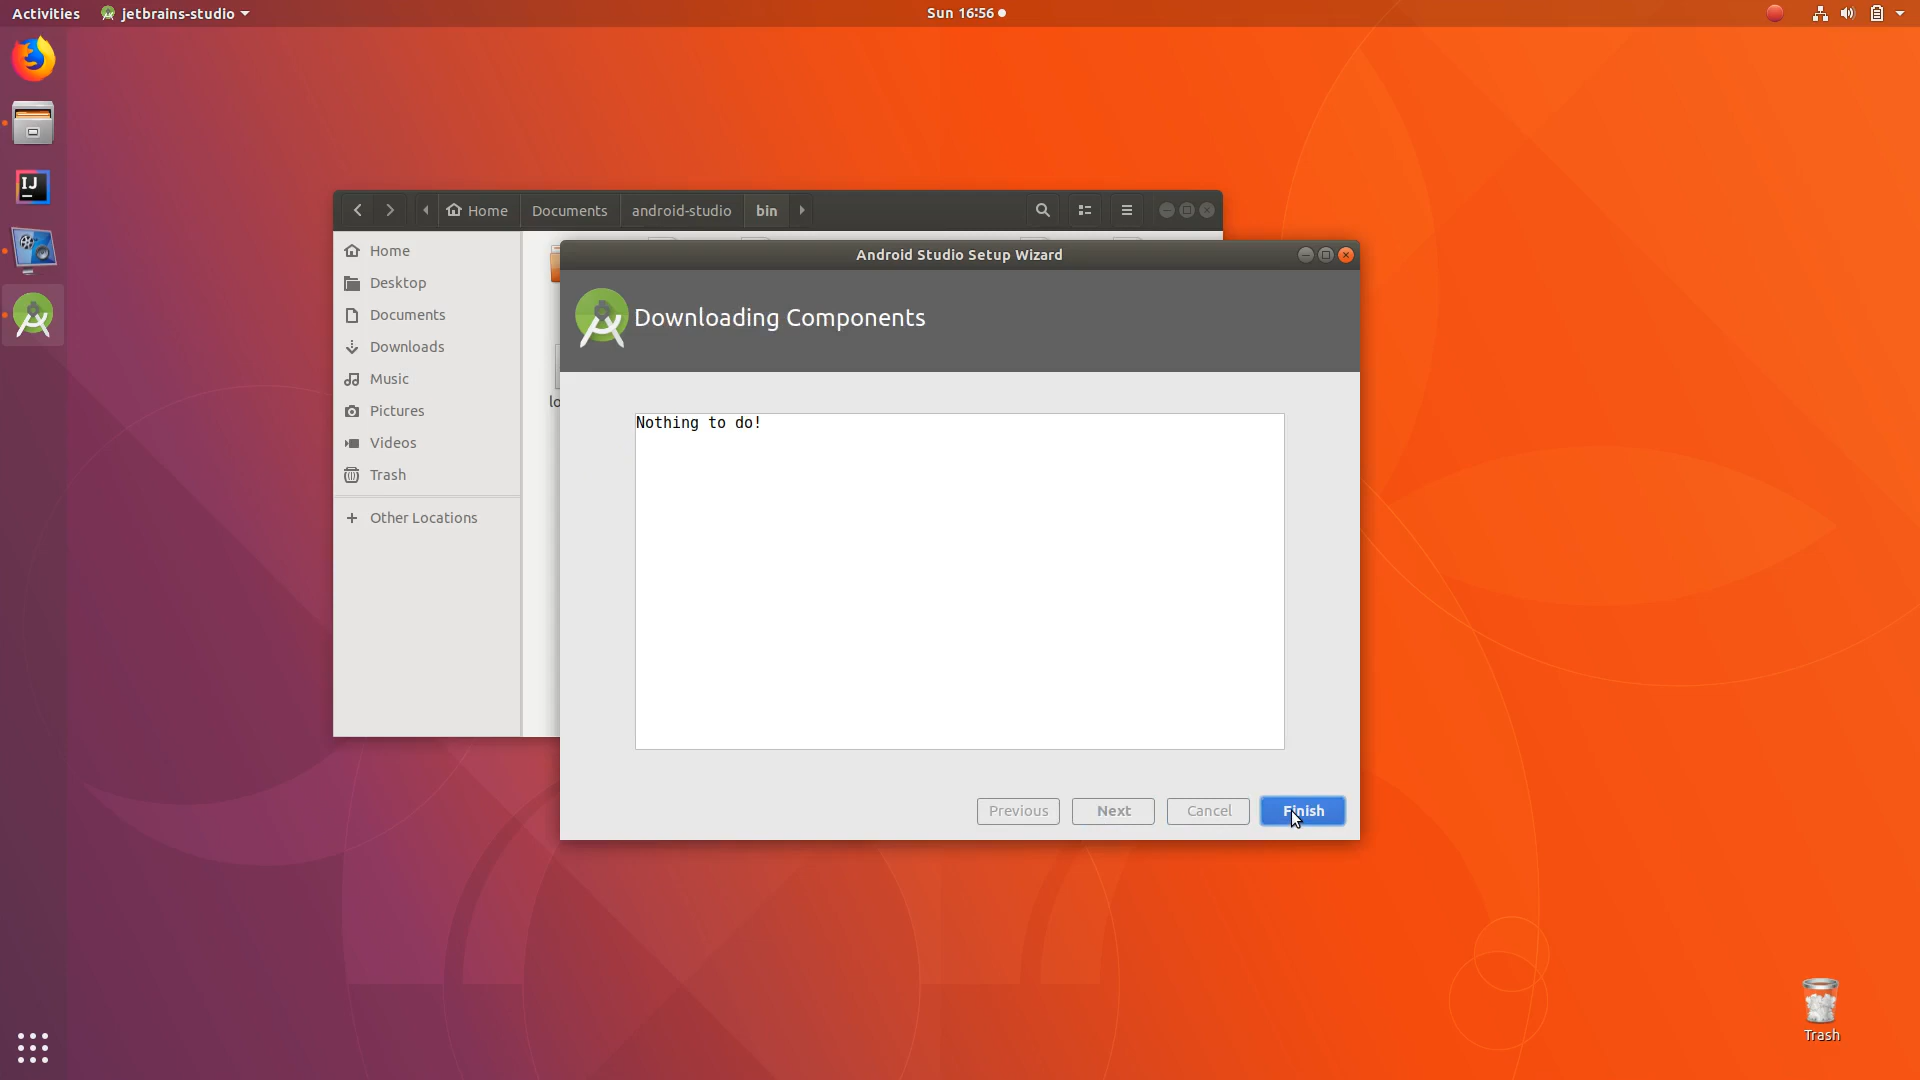 Activities
jetbrains-studio
Sun 16:56
IJ
Home
Documents
android-studio
bin
Home
Desktop
Documents
Downloads
Music
Pictures
Videos
Trash
Other Locations
Android Studio Setup Wizard
Downloading Components
Nothing to do!
Previous
Next
Cancel
Finish
Trash